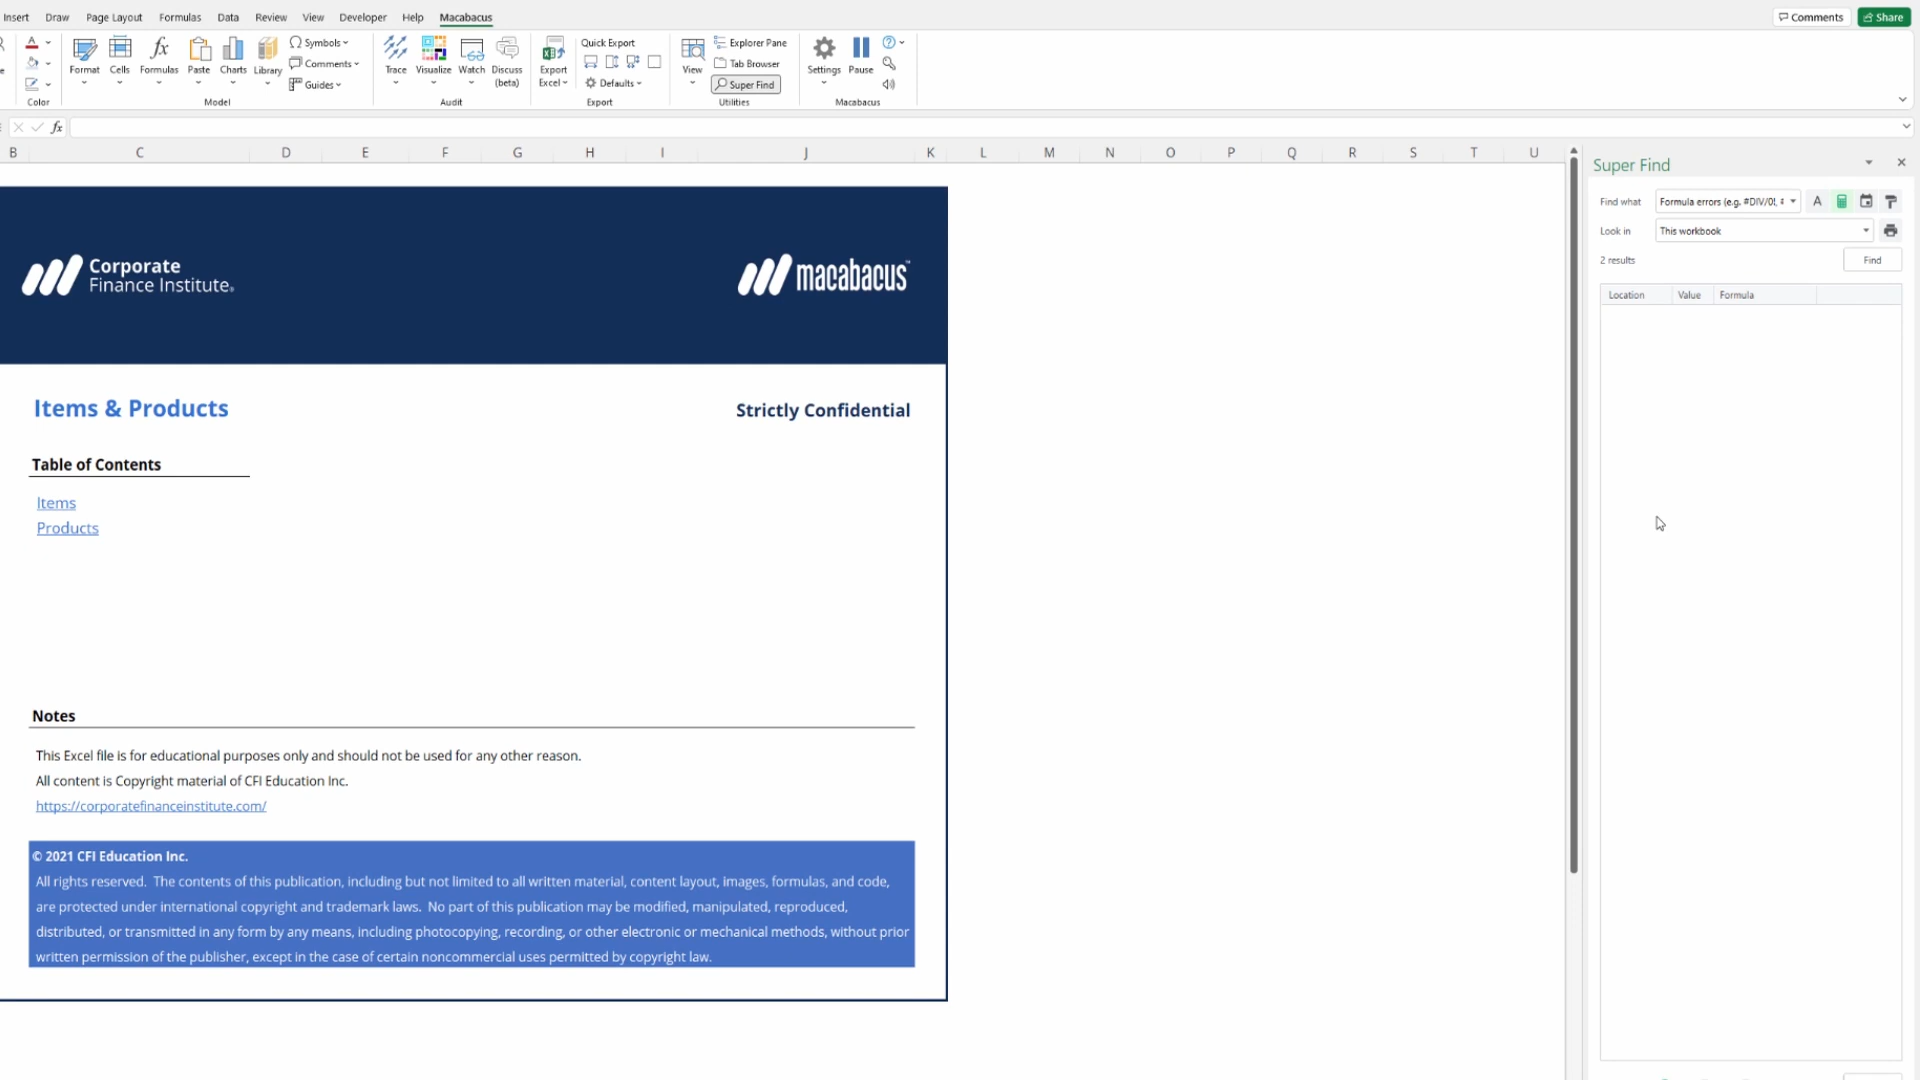 Insert Draw Page Layout Formulas Data Review View Developer Help Macabacus Comments Share
Format Cells Formulas Paste Charts Library Symbols Comments Guides
Trace Visualize Watch Discuss (beta)
Export Excel Quick Export Defaults
View Explorer Pane Tab Browser Super Find
Settings Pause
Color Model Audit Export Utilities Macabacus
fx
B C D E F G H I J K L M N O P Q R S T U
Corporate
Finance Institute®
macabacus™
Items & Products
Strictly Confidential
Table of Contents
Items
Products
Notes
This Excel file is for educational purposes only and should not be used for any other reason.
All content is Copyright material of CFI Education Inc.
https://corporatefinanceinstitute.com/
© 2021 CFI Education Inc.
All rights reserved. The contents of this publication, including but not limited to all written material, content layout, images, formulas, and code,
are protected under international copyright and trademark laws. No part of this publication may be modified, manipulated, reproduced,
distributed, or transmitted in any form by any means, including photocopying, recording, or other electronic or mechanical methods, without prior
written permission of the publisher, except in the case of certain noncommercial uses permitted by copyright law.
Super Find
Find what Formula errors (e.g. #DIV/0!, A
Look in This workbook
2 results Find
Location Value Formula